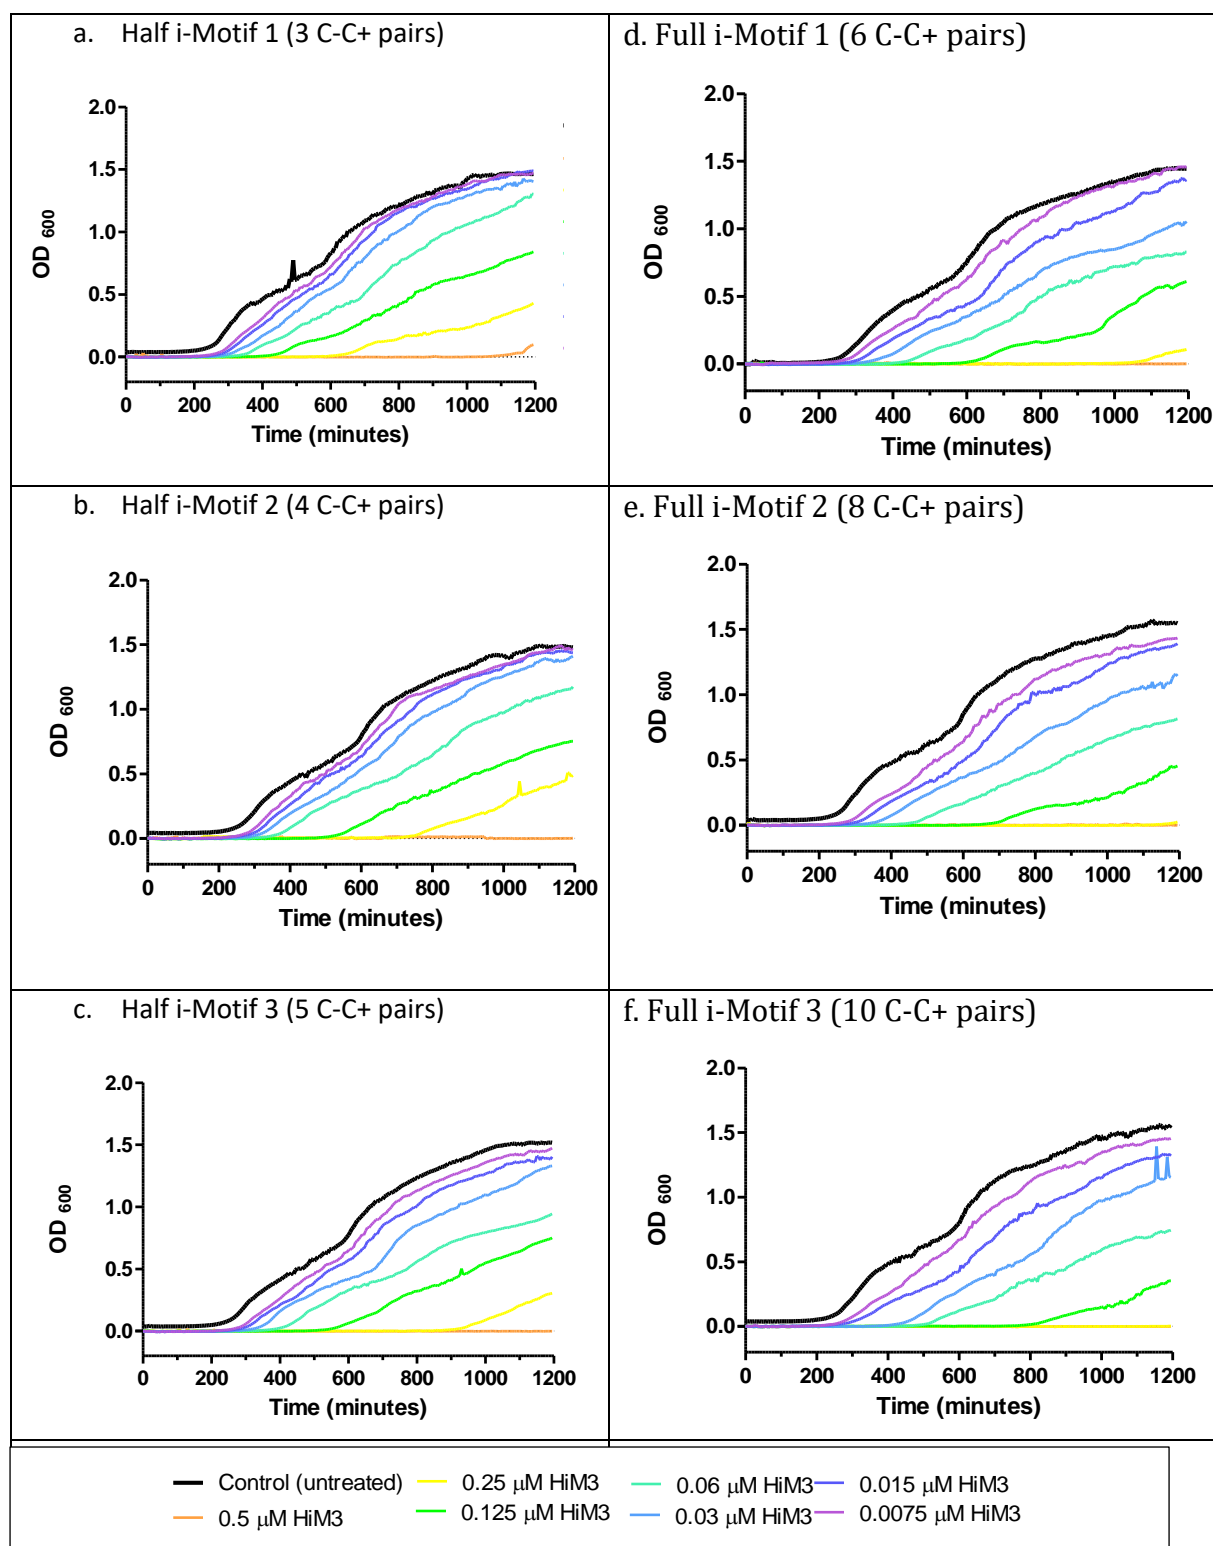 a. Half i-Motif 1 (3 C-C+ pairs)
2.0
1.5
1.0
0.5
0.0
OD 600
0 200 400 600 800 1000 1200
Time (minutes)
d. Full i-Motif 1 (6 C-C+ pairs)
2.0
1.5
1.0
0.5
0.0
OD 600
0 200 400 600 800 1000 1200
Time (minutes)
b. Half i-Motif 2 (4 C-C+ pairs)
2.0
1.5
1.0
0.5
0.0
OD 600
0 200 400 600 800 1000 1200
Time (minutes)
e. Full i-Motif 2 (8 C-C+ pairs)
2.0
1.5
1.0
0.5
0.0
OD 600
0 200 400 600 800 1000 1200
Time (minutes)
c. Half i-Motif 3 (5 C-C+ pairs)
2.0
1.5
1.0
0.5
0.0
OD 600
0 200 400 600 800 1000 1200
Time (minutes)
f. Full i-Motif 3 (10 C-C+ pairs)
2.0
1.5
1.0
0.5
0.0
OD 600
0 200 400 600 800 1000 1200
Time (minutes)
Control (untreated) 0.25 μM HiM3 0.06 μM HiM3 0.015 μM HiM3
0.5 μM HiM3 0.125 μM HiM3 0.03 μM HiM3 0.0075 μM HiM3